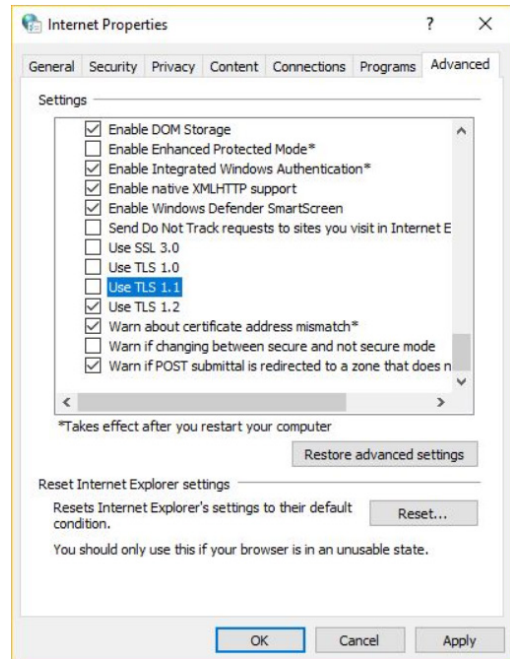 Internet Properties ? ×
General Security Privacy Content Connections Programs Advanced
Settings
Enable DOM Storage
Enable Enhanced Protected Mode*
Enable Integrated Windows Authentication*
Enable native XMLHTTP support
Enable Windows Defender SmartScreen
Send Do Not Track requests to sites you visit in Internet E
Use SSL 3.0
Use TLS 1.0
Use TLS 1.1
Use TLS 1.2
Warn about certificate address mismatch*
Warn if changing between secure and not secure mode
Warn if POST submittal is redirected to a zone that does n
*Takes effect after you restart your computer
Restore advanced settings
Reset Internet Explorer settings
Resets Internet Explorer's settings to their default
condition.
Reset...
You should only use this if your browser is in an unusable state.
OK Cancel Apply